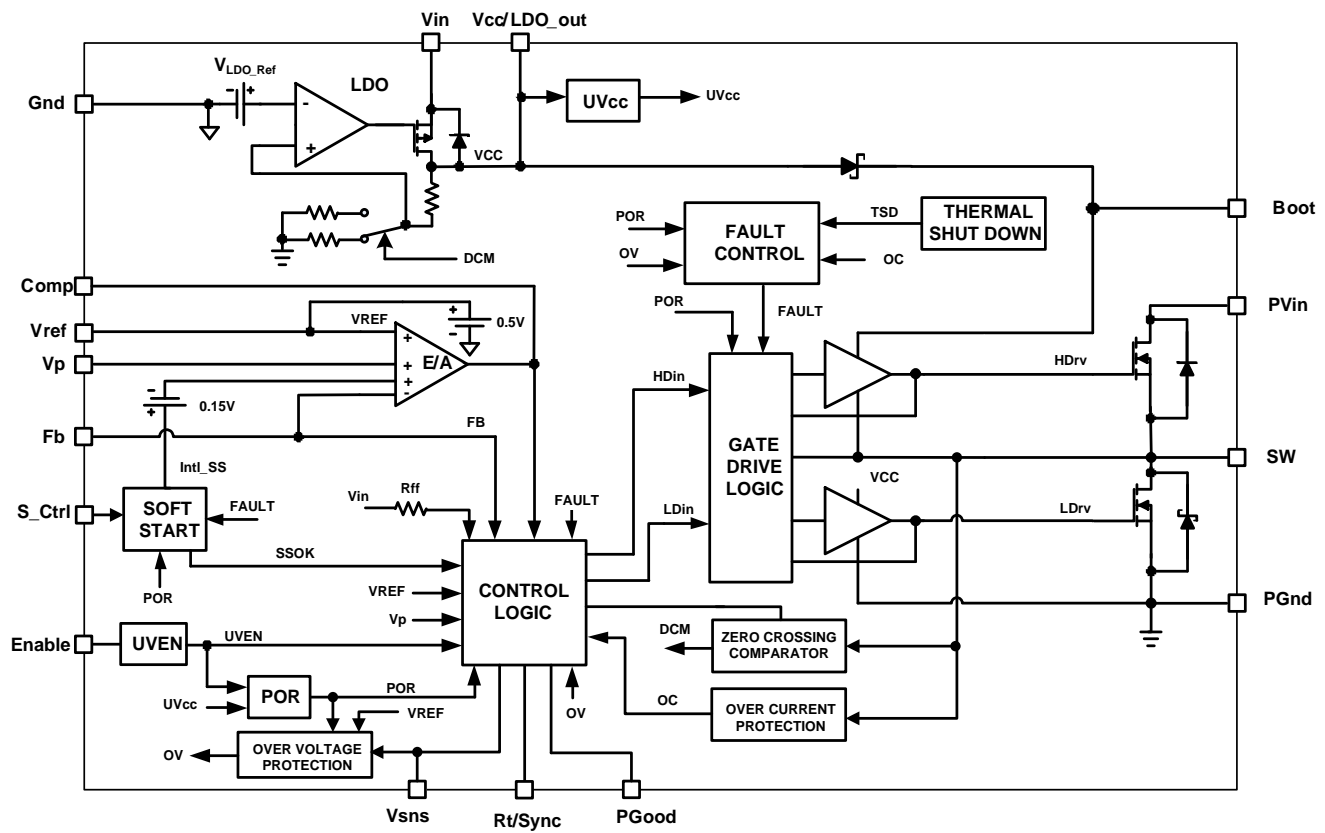 Vin
Vcc/LDO_out
VLDO_Ref
LDO
Gnd
-
+
UVcc
UVcc
VCC
Boot
POR
OV
FAULT
CONTROL
TSD
THERMAL
SHUT DOWN
OC
DCM
Comp
Vref
VREF
0.5V
Vp
E/A
0.15V
Fb
FB
POR
FAULT
PVin
HDrv
HDin
GATE
DRIVE
LOGIC
VCC
SW
Intl_SS
S_Ctrl
SOFT
START
FAULT
POR
SSOK
Vin
Rff
FAULT
LDin
LDrv
VREF
Vp
CONTROL
LOGIC
PGnd
Enable
UVEN
UVEN
DCM
ZERO CROSSING
COMPARATOR
UVcc
POR
POR
VREF
OV
OC
OVER CURRENT
PROTECTION
OV
OVER VOLTAGE
PROTECTION
Vsns
Rt/Sync
PGood